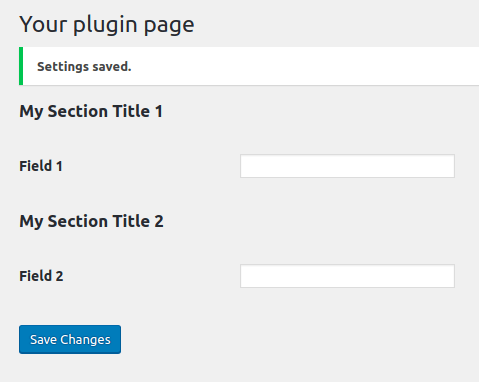 Your plugin page
Settings saved.
My Section Title 1
Field 1
My Section Title 2
Field 2
Save Changes